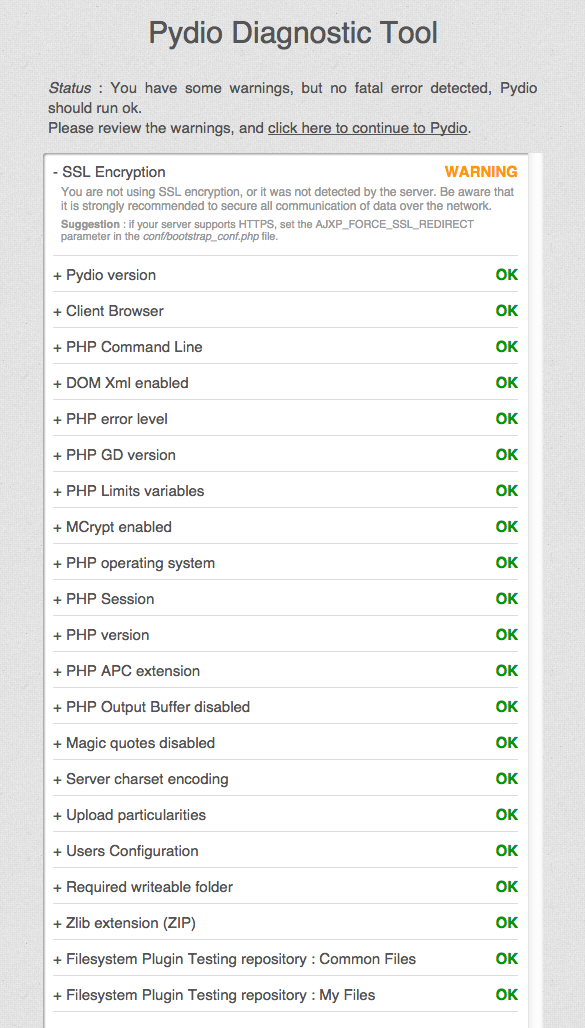 Pydio Diagnostic Tool
Status : You have some warnings, but no fatal error detected, Pydio
should run ok.
Please review the warnings, and click here to continue to Pydio.
- SSL Encryption WARNING
You are not using SSL encryption, or it was not detected by the server. Be aware that
it is strongly recommended to secure all communication of data over the network.
Suggestion : if your server supports HTTPS, set the AJXP_FORCE_SSL_REDIRECT
parameter in the conf/bootstrap_conf.php file.
+ Pydio version OK
+ Client Browser OK
+ PHP Command Line OK
+ DOM Xml enabled OK
+ PHP error level OK
+ PHP GD version OK
+ PHP Limits variables OK
+ MCrypt enabled OK
+ PHP operating system OK
+ PHP Session OK
+ PHP version OK
+ PHP APC extension OK
+ PHP Output Buffer disabled OK
+ Magic quotes disabled OK
+ Server charset encoding OK
+ Upload particularities OK
+ Users Configuration OK
+ Required writeable folder OK
+ Zlib extension (ZIP) OK
+ Filesystem Plugin Testing repository : Common Files OK
+ Filesystem Plugin Testing repository : My Files OK